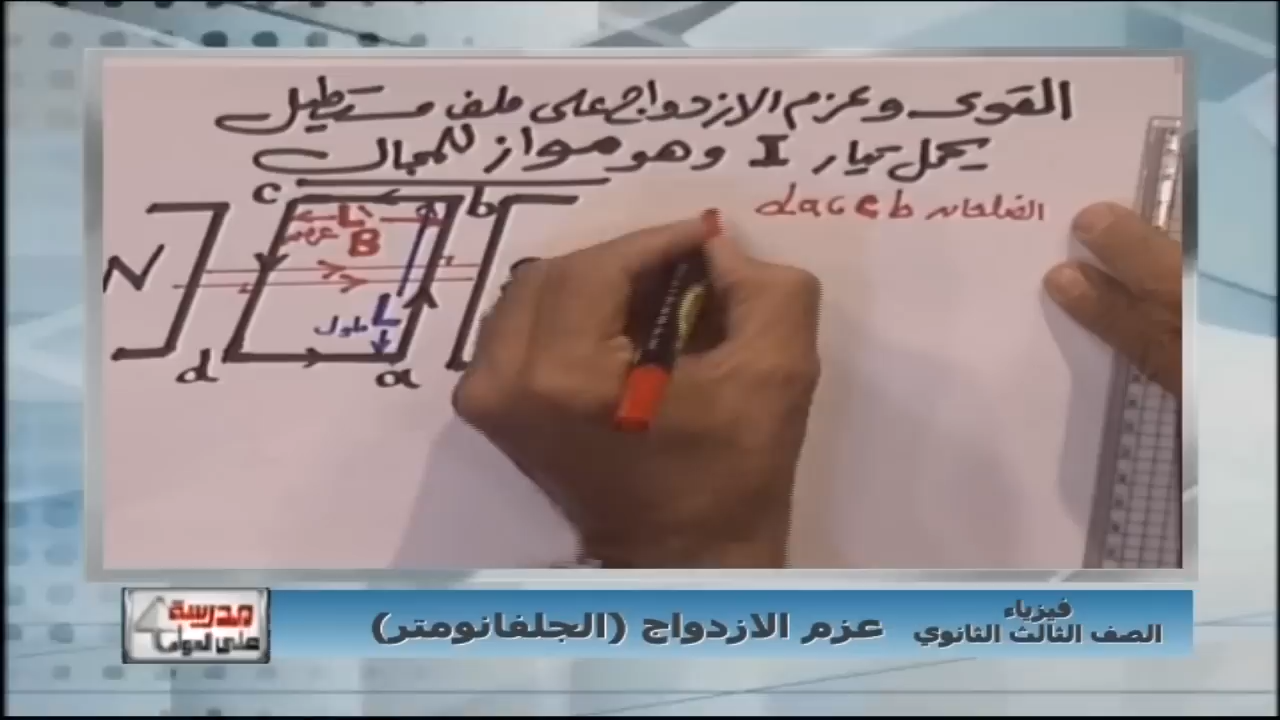 القوى وعزم الازدواج على ملف مستطيل
يحمل تيار I وهو مواز للمجال
c b
L' عرض
B
N
L طول
d a
الضلعان da ، cb
مدرسة على الهواء
فيزياء
الصف الثالث الثانوي
عزم الازدواج (الجلفانومتر)